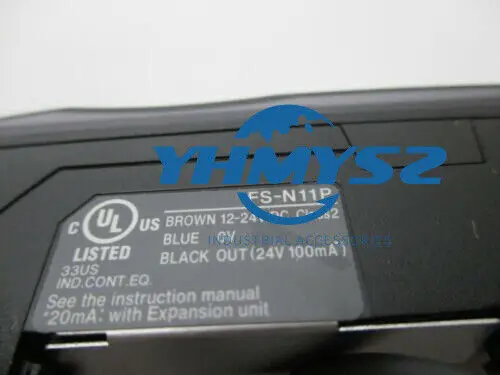 YHMYSZ
INDUSTRIAL ACCESSORIES
FS-N11P
C UL US
LISTED
33US
IND.CONT.EQ.
BROWN 12-24V DC, Class2
BLUE 0V
BLACK OUT (24V 100mA)
See the instruction manual
*20mA: with Expansion unit